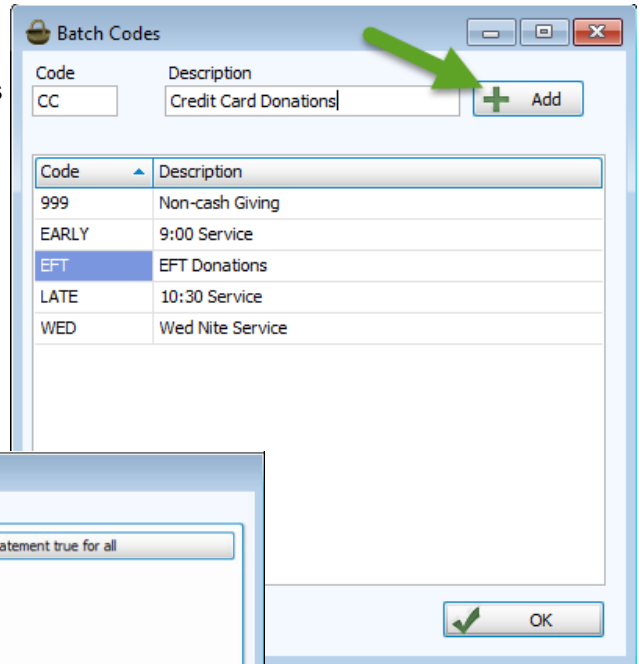 Batch Codes
Code Description
CC Credit Card Donations Add
Code Description
999 Non-cash Giving
EARLY 9:00 Service
EFT EFT Donations
LATE 10:30 Service
WED Wed Nite Service
atement true for all
OK